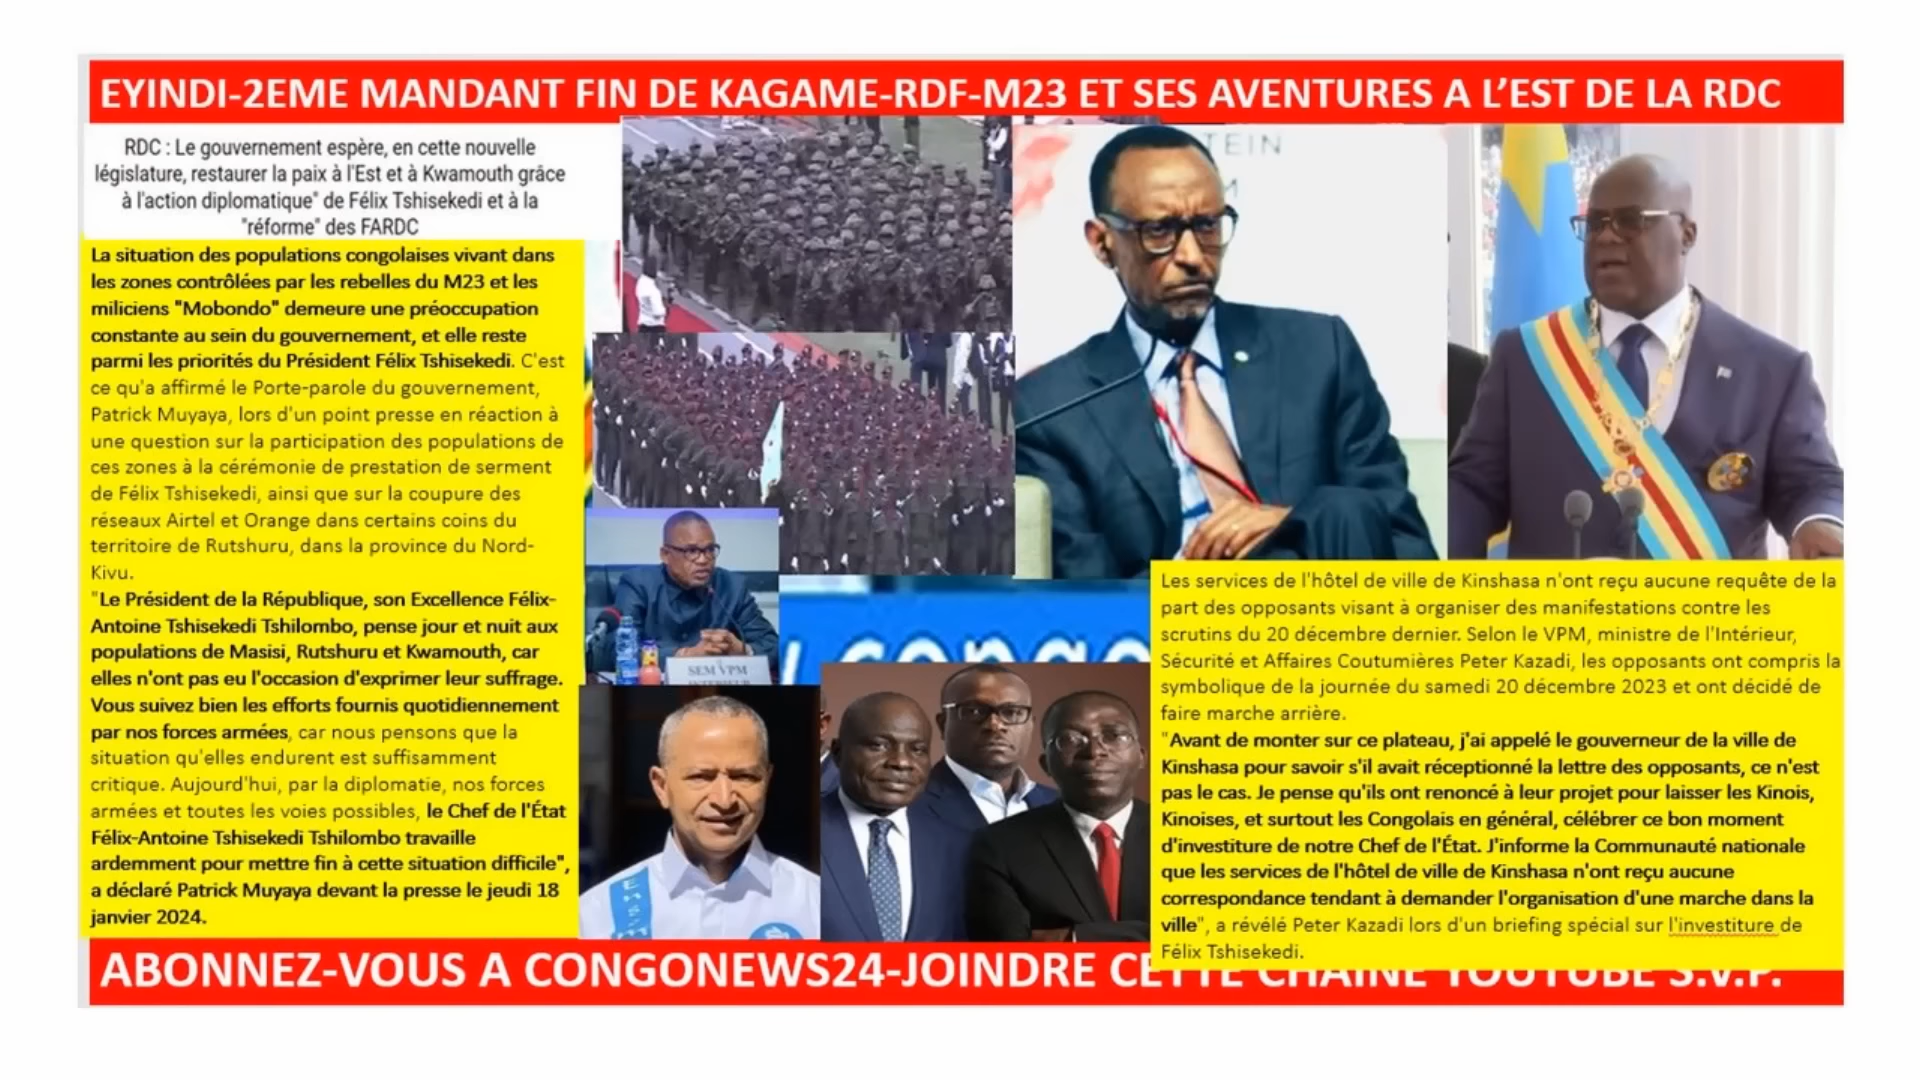 EYINDI-2EME MANDANT FIN DE KAGAME-RDF-M23 ET SES AVENTURES A L’EST DE LA RDC
RDC : Le gouvernement espère, en cette nouvelle
législature, restaurer la paix à l'Est et à Kwamouth grâce
à l'action diplomatique" de Félix Tshisekedi et à la
"réforme" des FARDC
La situation des populations congolaises vivant dans
les zones contrôlées par les rebelles du M23 et les
miliciens "Mobondo" demeure une préoccupation
constante au sein du gouvernement, et elle reste
parmi les priorités du Président Félix Tshisekedi. C'est
ce qu'a affirmé le Porte-parole du gouvernement,
Patrick Muyaya, lors d'un point presse en réaction à
une question sur la participation des populations de
ces zones à la cérémonie de prestation de serment
de Félix Tshisekedi, ainsi que sur la coupure des
réseaux Airtel et Orange dans certains coins du
territoire de Rutshuru, dans la province du Nord-
Kivu.
"Le Président de la République, son Excellence Félix-
Antoine Tshisekedi Tshilombo, pense jour et nuit aux
populations de Masisi, Rutshuru et Kwamouth, car
elles n'ont pas eu l'occasion d'exprimer leur suffrage.
Vous suivez bien les efforts fournis quotidiennement
par nos forces armées, car nous pensons que la
situation qu'elles endurent est suffisamment
critique. Aujourd'hui, par la diplomatie, nos forces
armées et toutes les voies possibles, le Chef de l'État
Félix-Antoine Tshisekedi Tshilombo travaille
ardemment pour mettre fin à cette situation difficile",
a déclaré Patrick Muyaya devant la presse le jeudi 18
janvier 2024.
TEIN
M
SEM VPM
INTERIEUR
congo
Les services de l'hôtel de ville de Kinshasa n'ont reçu aucune requête de la
part des opposants visant à organiser des manifestations contre les
scrutins du 20 décembre dernier. Selon le VPM, ministre de l'Intérieur,
Sécurité et Affaires Coutumières Peter Kazadi, les opposants ont compris la
symbolique de la journée du samedi 20 décembre 2023 et ont décidé de
faire marche arrière.
"Avant de monter sur ce plateau, j'ai appelé le gouverneur de la ville de
Kinshasa pour savoir s'il avait réceptionné la lettre des opposants, ce n'est
pas le cas. Je pense qu'ils ont renoncé à leur projet pour laisser les Kinois,
Kinoises, et surtout les Congolais en général, célébrer ce bon moment
d'investiture de notre Chef de l'État. J'informe la Communauté nationale
que les services de l'hôtel de ville de Kinshasa n'ont reçu aucune
correspondance tendant à demander l'organisation d'une marche dans la
ville", a révélé Peter Kazadi lors d'un briefing spécial sur l'investiture de
Félix Tshisekedi.
ABONNEZ-VOUS A CONGONEWS24-JOINDRE CETTE CHAINE YOUTUBE S.V.P.